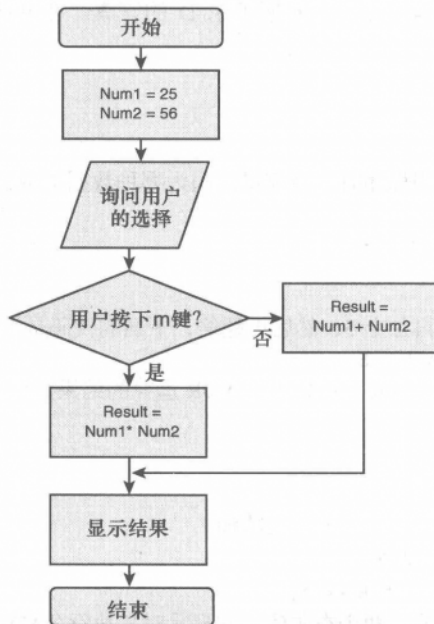 开始
Num1 = 25
Num2 = 56
询问用户
的选择
用户按下m键?
否
Result =
Num1+ Num2
是
Result =
Num1* Num2
显示结果
结束